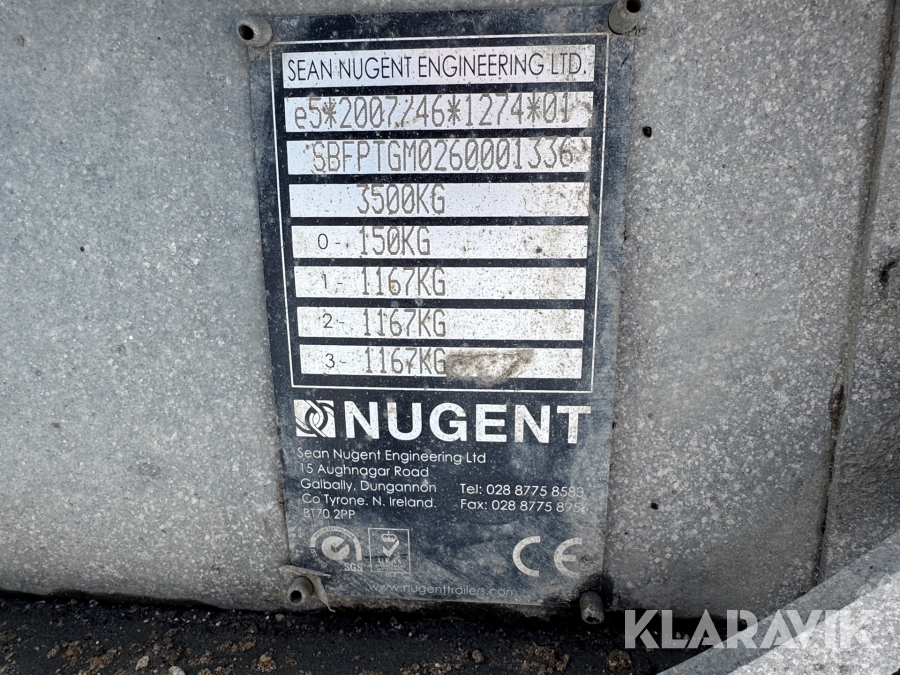 SEAN NUGENT ENGINEERING LTD.
e5*2007/46*1274*01
SBFPTGM0260001336
3500KG
0- 150KG
1- 1167KG
2- 1167KG
3- 1167KG
NUGENT
Sean Nugent Engineering Ltd
15 Aughnagar Road
Galbally, Dungannon Tel: 028 8775 8583
Co Tyrone. N. Ireland. Fax: 028 8775
BT70 2PP
SGS
CE
www.nugenttrailers.com
KLARAVIK